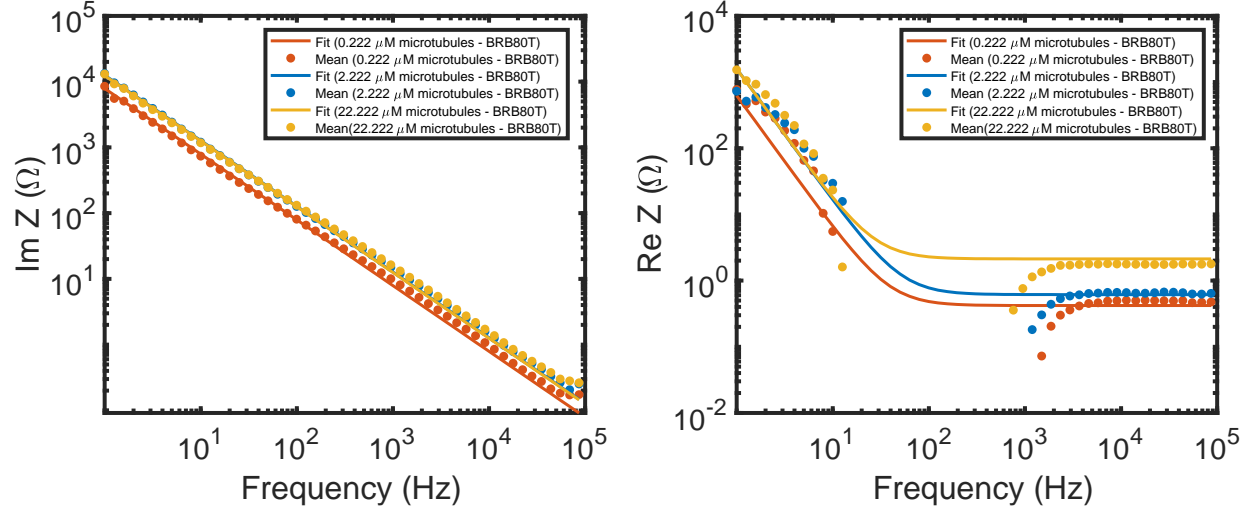 10^5
10^4
10^3
10^2
10^1
Im Z (Ω)
Fit (0.222 μM microtubules - BRB80T)
Mean (0.222 μM microtubules - BRB80T)
Fit (2.222 μM microtubules - BRB80T)
Mean (2.222 μM microtubules - BRB80T)
Fit (22.222 μM microtubules - BRB80T)
Mean(22.222 μM microtubules - BRB80T)
10^1 10^2 10^3 10^4 10^5
Frequency (Hz)
10^4
10^2
10^0
10^-2
Re Z (Ω)
Fit (0.222 μM microtubules - BRB80T)
Mean (0.222 μM microtubules - BRB80T)
Fit (2.222 μM microtubules - BRB80T)
Mean (2.222 μM microtubules - BRB80T)
Fit (22.222 μM microtubules - BRB80T)
Mean(22.222 μM microtubules - BRB80T)
10^1 10^2 10^3 10^4 10^5
Frequency (Hz)